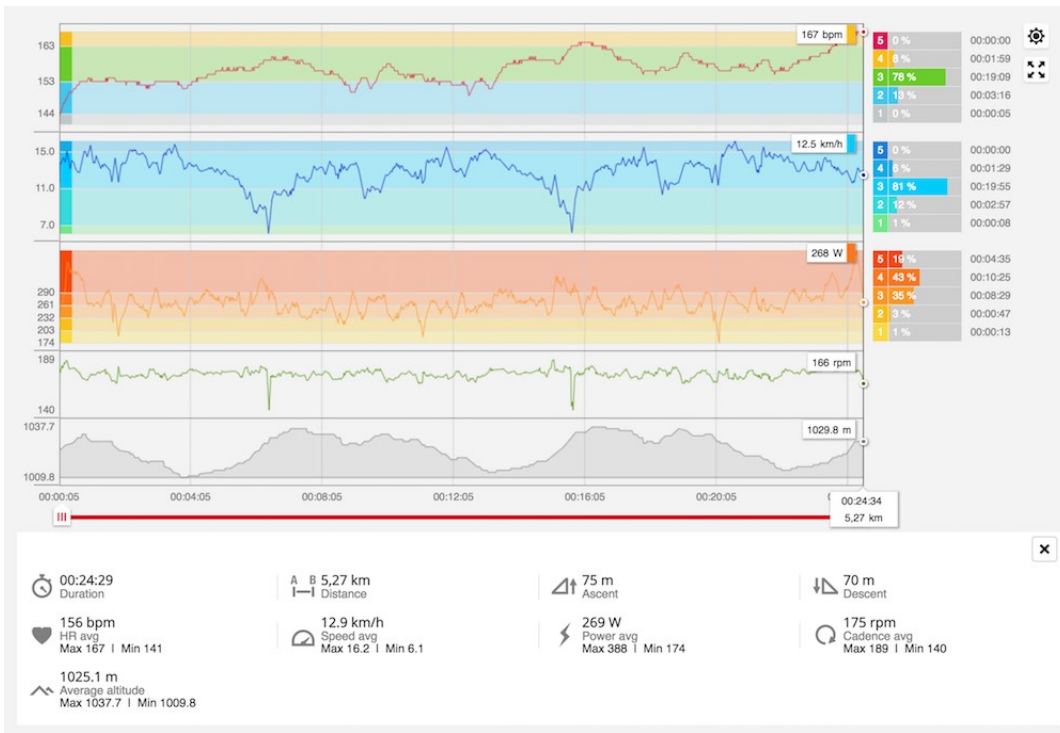 163
153
144
167 bpm
5 0 % 00:00:00
4 8 % 00:01:59
3 78 % 00:19:09
2 13 % 00:03:16
1 0 % 00:00:05
15.0
11.0
7.0
12.5 km/h
5 0 % 00:00:00
4 6 % 00:01:29
3 81 % 00:19:55
2 12 % 00:02:57
1 1 % 00:00:08
290
261
232
203
174
268 W
5 19 % 00:04:35
4 43 % 00:10:25
3 35 % 00:08:29
2 3 % 00:00:47
1 1 % 00:00:13
189
140
166 rpm
1037.7
1009.8
1029.8 m
00:00:05 00:04:05 00:08:05 00:12:05 00:16:05 00:20:05
00:24:34
5,27 km
00:24:29
Duration
A B 5,27 km
Distance
75 m
Ascent
70 m
Descent
156 bpm
HR avg
Max 167 | Min 141
12.9 km/h
Speed avg
Max 16.2 | Min 6.1
269 W
Power avg
Max 388 | Min 174
175 rpm
Cadence avg
Max 189 | Min 140
1025.1 m
Average altitude
Max 1037.7 | Min 1009.8